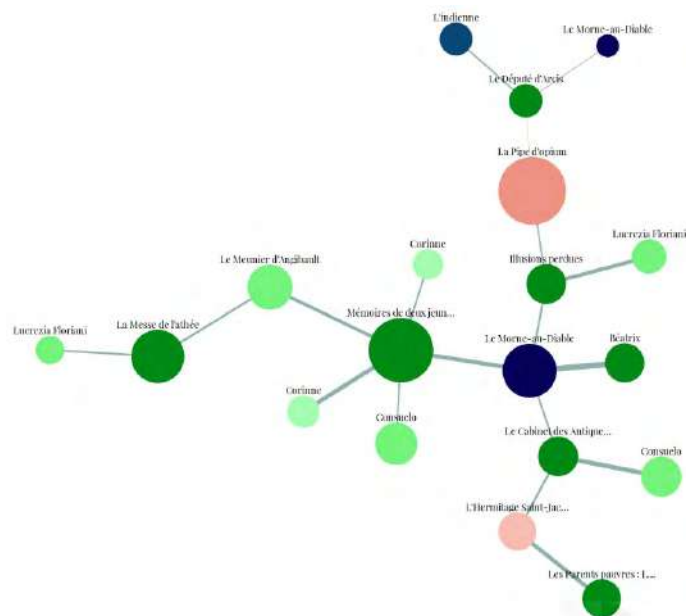 L'indienne
Le Morne-au-Diable
Le Député d'Arcis
La Pipe d'opium
Lucrezia Floriani
Corinne
Illusions perdues
Le Meunier d'Angibault
Mémoires de deux jeun...
La Messe de l'athée
Lucrezia Floriani
Le Morne-au-Diable
Béatrix
Corinne
Consuelo
Le Cabinet des Antique...
Consuelo
L'Hermitage Saint-Jac...
Les Parents pauvres : L...